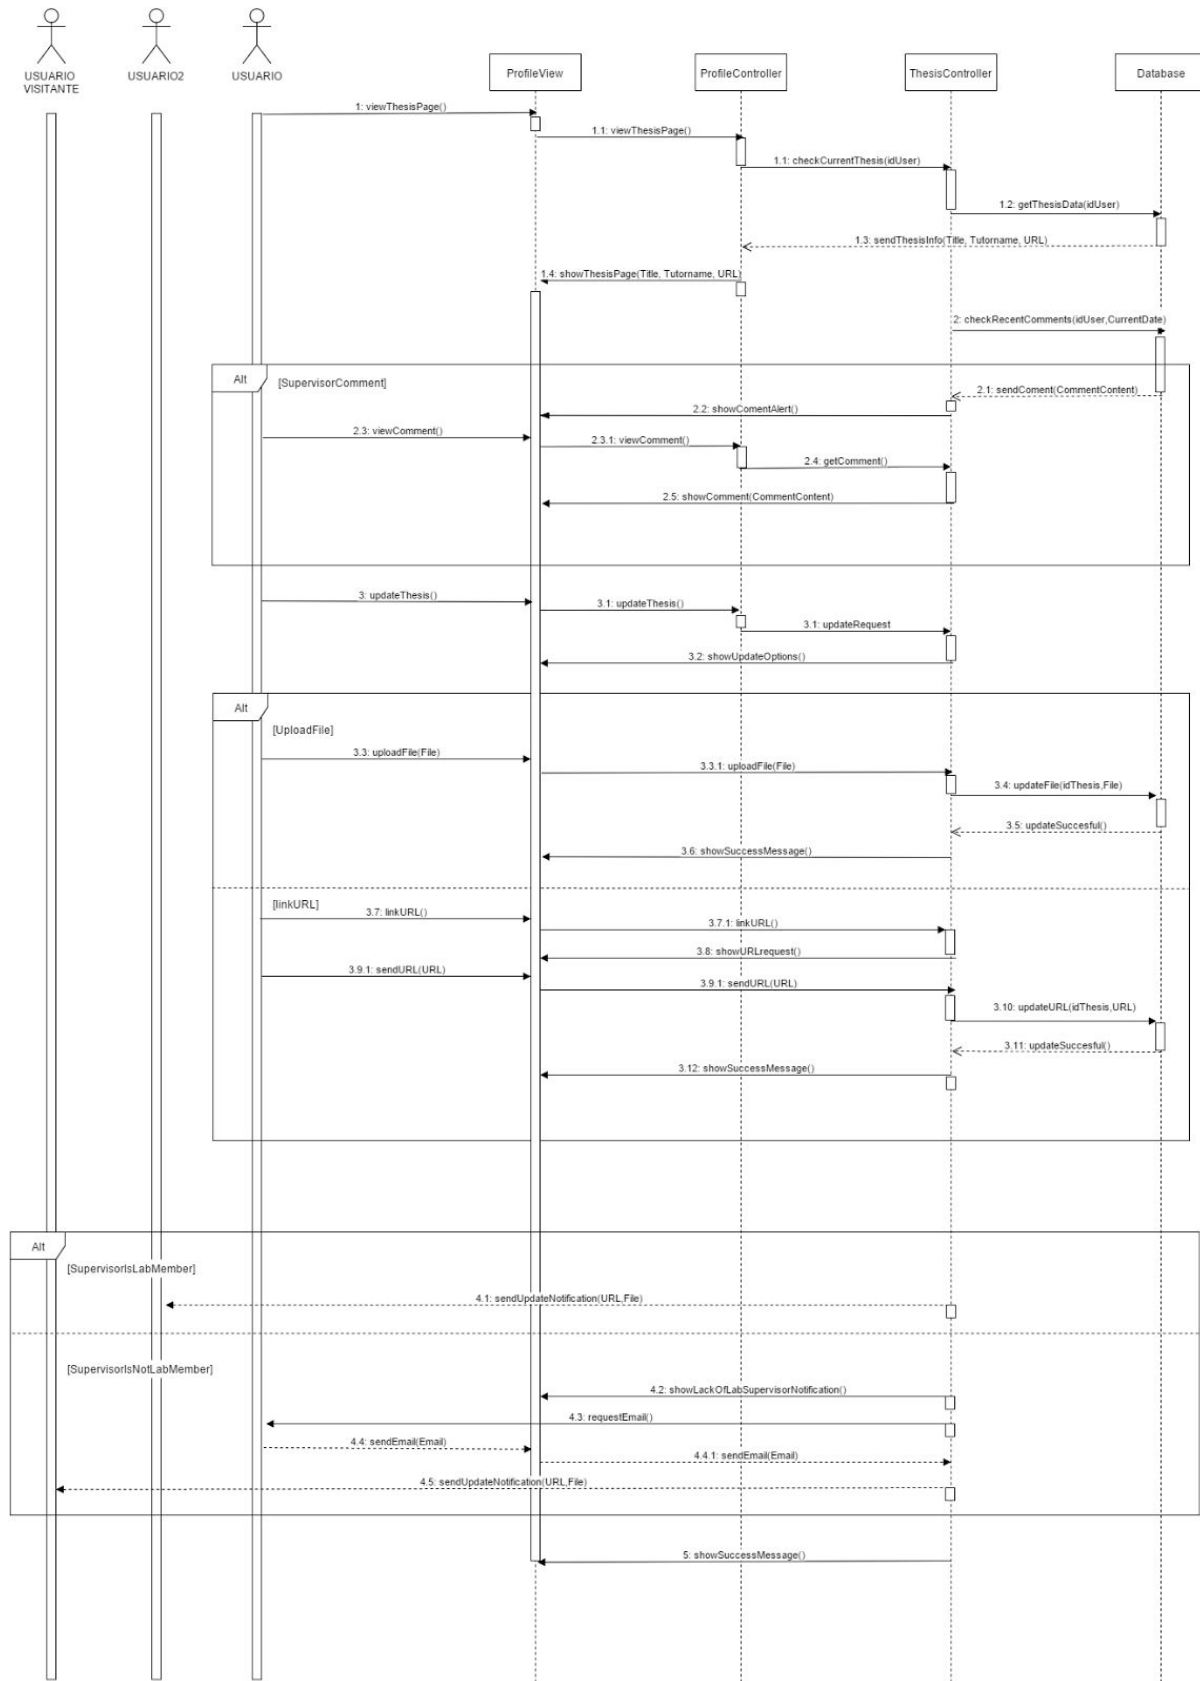 USUARIO
VISITANTE
USUARIO2
USUARIO
ProfileView
ProfileController
ThesisController
Database
1: viewThesisPage()
1.1: viewThesisPage()
1.1: checkCurrentThesis(idUser)
1.2: getThesisData(idUser)
1.3: sendThesisInfo(Title, Tutorname, URL)
1.4: showThesisPage(Title, Tutorname, URL)
2: checkRecentComments(idUser,CurrentDate)
Alt
[SupervisorComment]
2.1: sendComent(CommentContent)
2.2: showComentAlert()
2.3: viewComment()
2.3.1: viewComment()
2.4: getComment()
2.5: showComment(CommentContent)
3: updateThesis()
3.1: updateThesis()
3.1: updateRequest
3.2: showUpdateOptions()
Alt
[UploadFile]
3.3: uploadFile(File)
3.3.1: uploadFile(File)
3.4: updateFile(idThesis,File)
3.5: updateSuccesful()
3.6: showSuccessMessage()
[linkURL]
3.7: linkURL()
3.7.1: linkURL()
3.8: showURLrequest()
3.9.1: sendURL(URL)
3.9.1: sendURL(URL)
3.10: updateURL(idThesis,URL)
3.11: updateSuccesful()
3.12: showSuccessMessage()
Alt
[SupervisorIsLabMember]
4.1: sendUpdateNotification(URL,File)
[SupervisorIsNotLabMember]
4.2: showLackOfLabSupervisorNotification()
4.3: requestEmail()
4.4: sendEmail(Email)
4.4.1: sendEmail(Email)
4.5: sendUpdateNotification(URL,File)
5: showSuccessMessage()